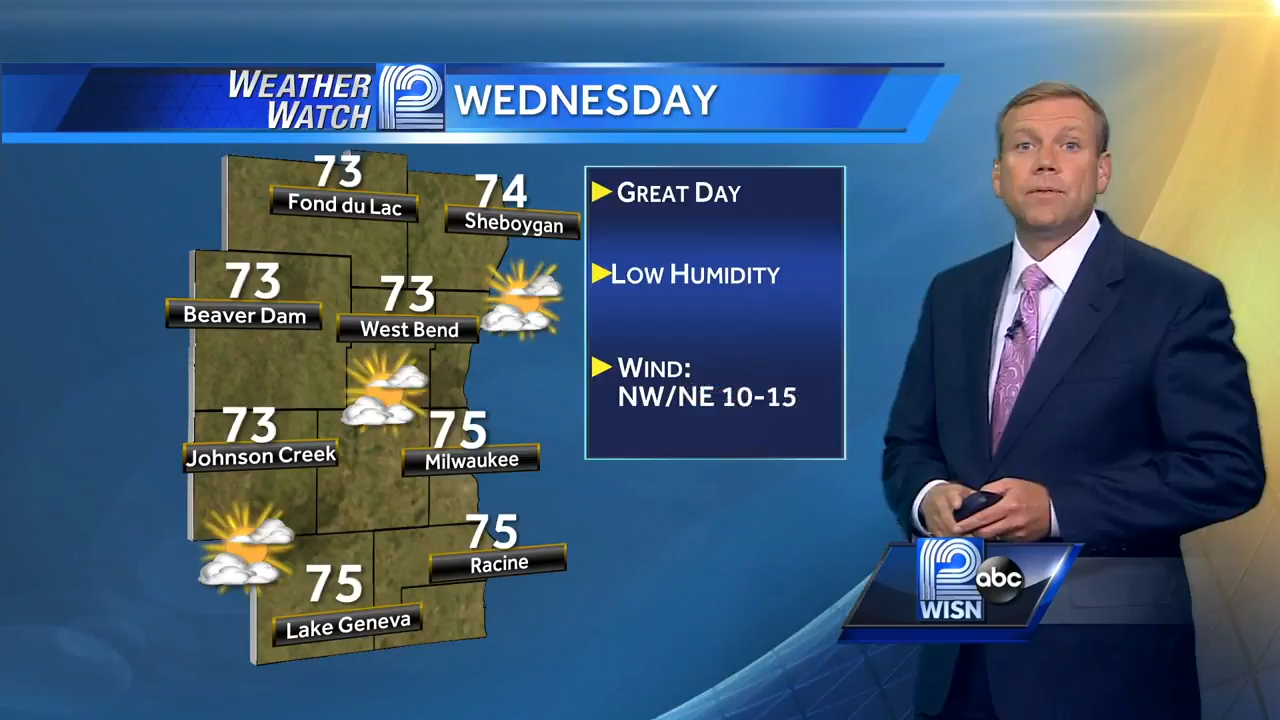 WEATHER
WATCH
12
WEDNESDAY
73
Fond du Lac
74
Sheboygan
73
Beaver Dam
73
West Bend
73
Johnson Creek
75
Milwaukee
75
Racine
75
Lake Geneva
GREAT DAY
LOW HUMIDITY
WIND:
NW/NE 10-15
12
abc
WISN